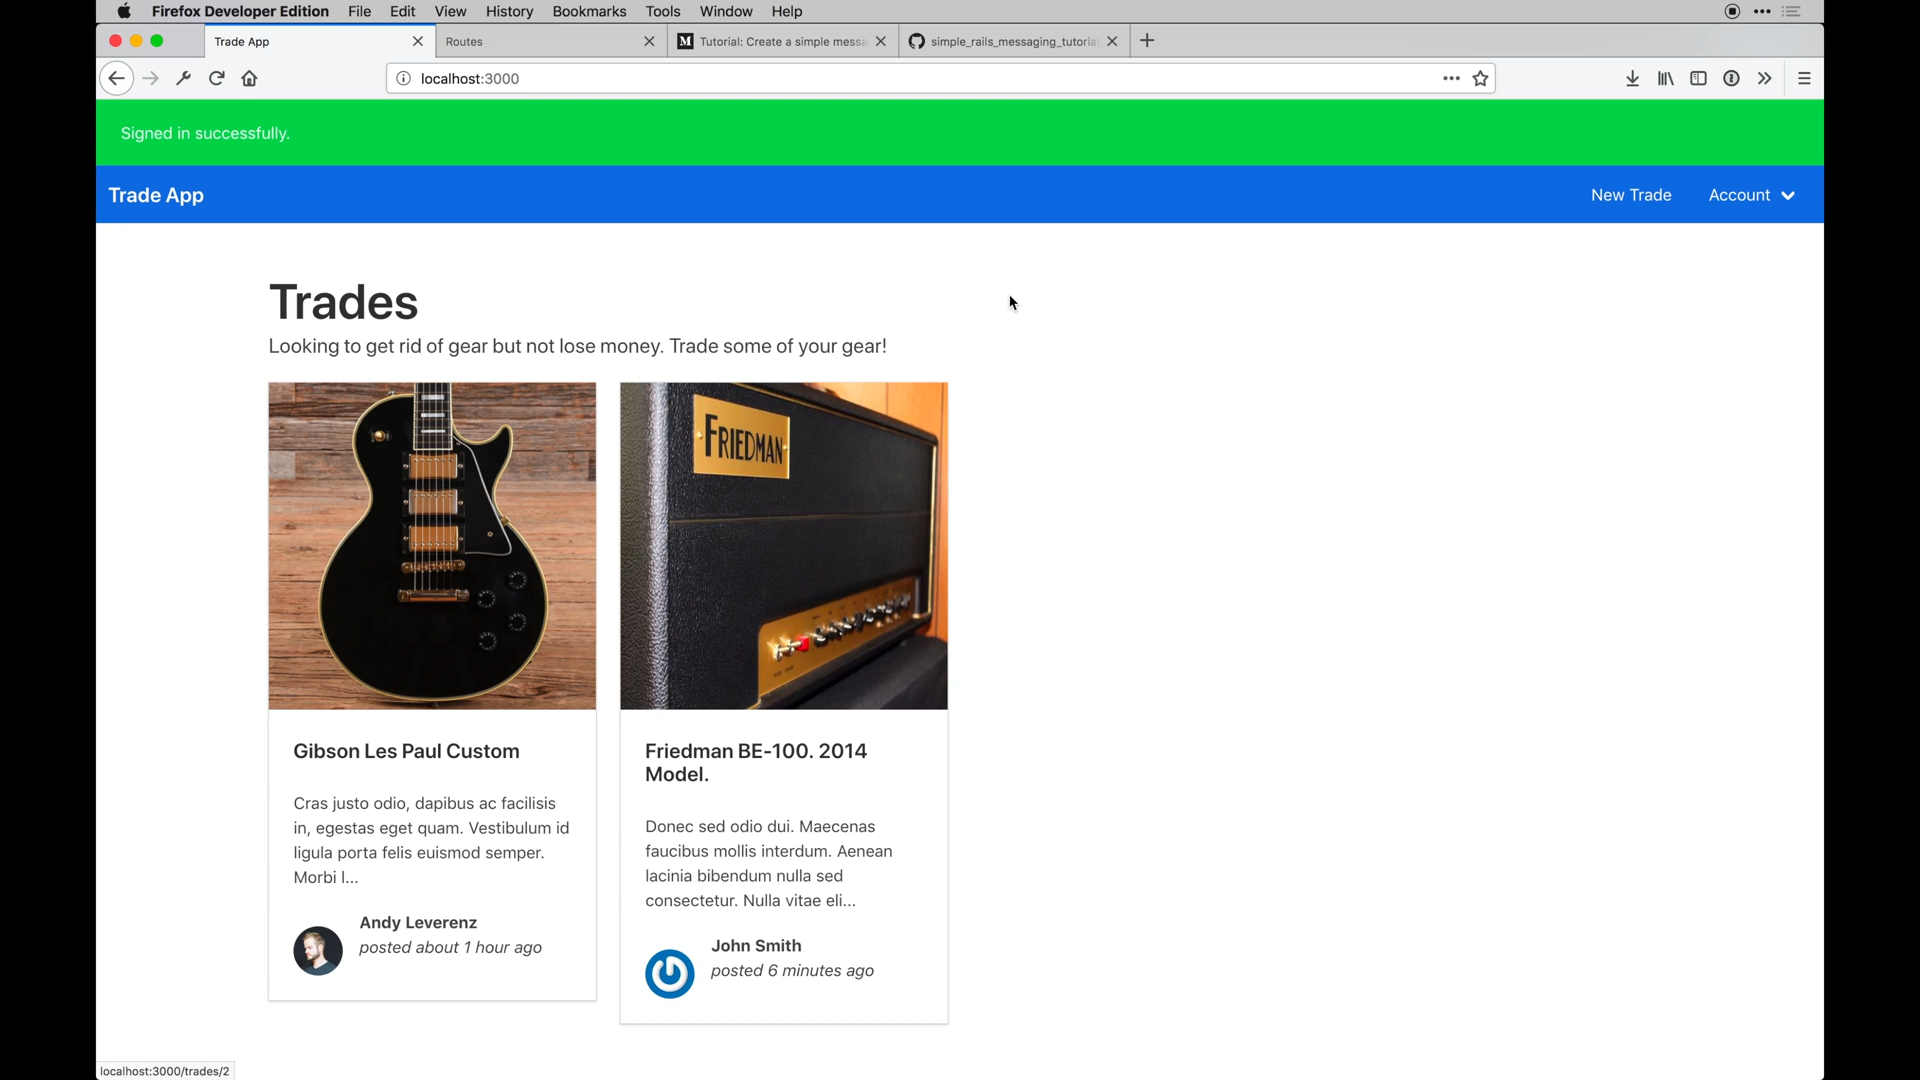 Firefox Developer Edition File Edit View History Bookmarks Tools Window Help
Trade App Routes Tutorial: Create a simple messa simple_rails_messaging_tutorial
localhost:3000
Signed in successfully.
Trade App New Trade Account
Trades
Looking to get rid of gear but not lose money. Trade some of your gear!
FRIEDMAN
Gibson Les Paul Custom
Cras justo odio, dapibus ac facilisis
in, egestas eget quam. Vestibulum id
ligula porta felis euismod semper.
Morbi l...
Andy Leverenz
posted about 1 hour ago
Friedman BE-100. 2014
Model.
Donec sed odio dui. Maecenas
faucibus mollis interdum. Aenean
lacinia bibendum nulla sed
consectetur. Nulla vitae eli...
John Smith
posted 6 minutes ago
localhost:3000/trades/2